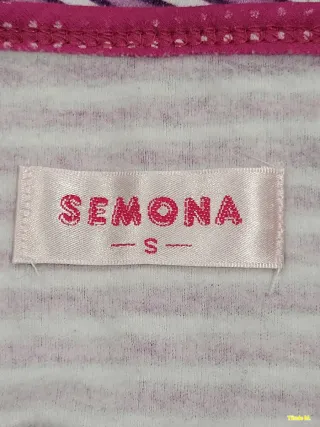 SEMONA
— S —